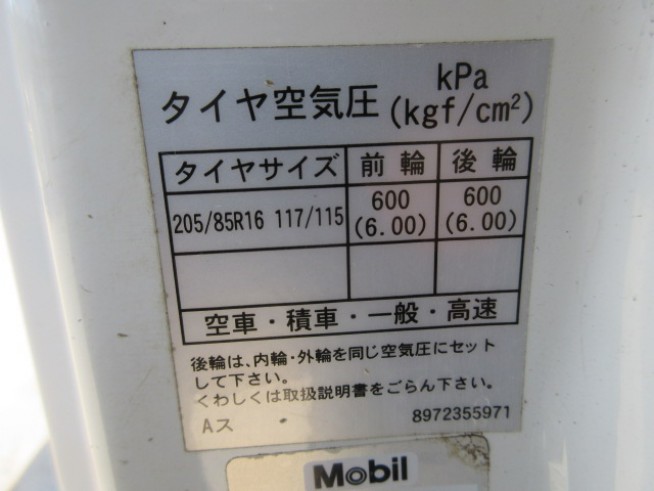 タイヤ空気圧 kPa (kgf/cm²)
タイヤサイズ 前輪 後輪
205/85R16 117/115 600 (6.00) 600 (6.00)
空車・積車・一般・高速
後輪は、内輪・外輪を同じ空気圧にセット
して下さい。
くわしくは取扱説明書をごらん下さい。
Aス 8972355971
Mobil